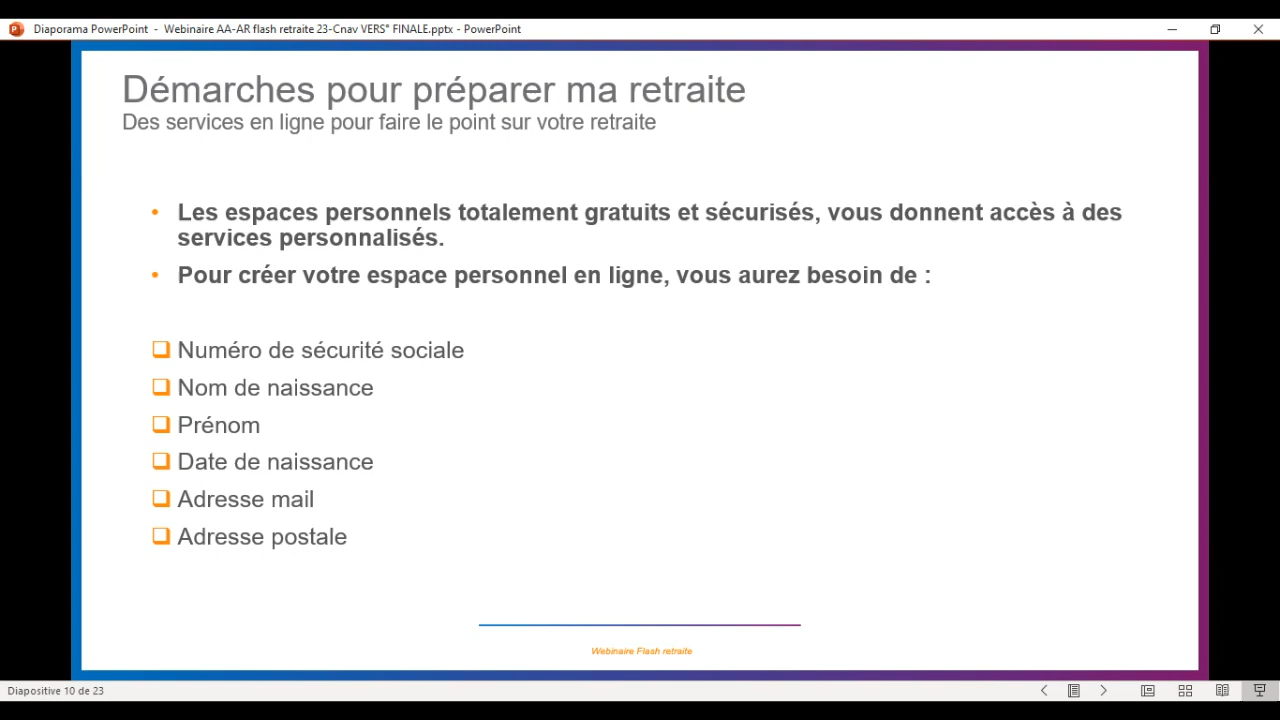 Diaporama PowerPoint - Webinaire AA-AR flash retraite 23-Cnav VERS° FINALE.pptx - PowerPoint
Démarches pour préparer ma retraite
Des services en ligne pour faire le point sur votre retraite
• Les espaces personnels totalement gratuits et sécurisés, vous donnent accès à des
services personnalisés.
• Pour créer votre espace personnel en ligne, vous aurez besoin de :
❑ Numéro de sécurité sociale
❑ Nom de naissance
❑ Prénom
❑ Date de naissance
❑ Adresse mail
❑ Adresse postale
Webinaire Flash retraite
Diapositive 10 de 23